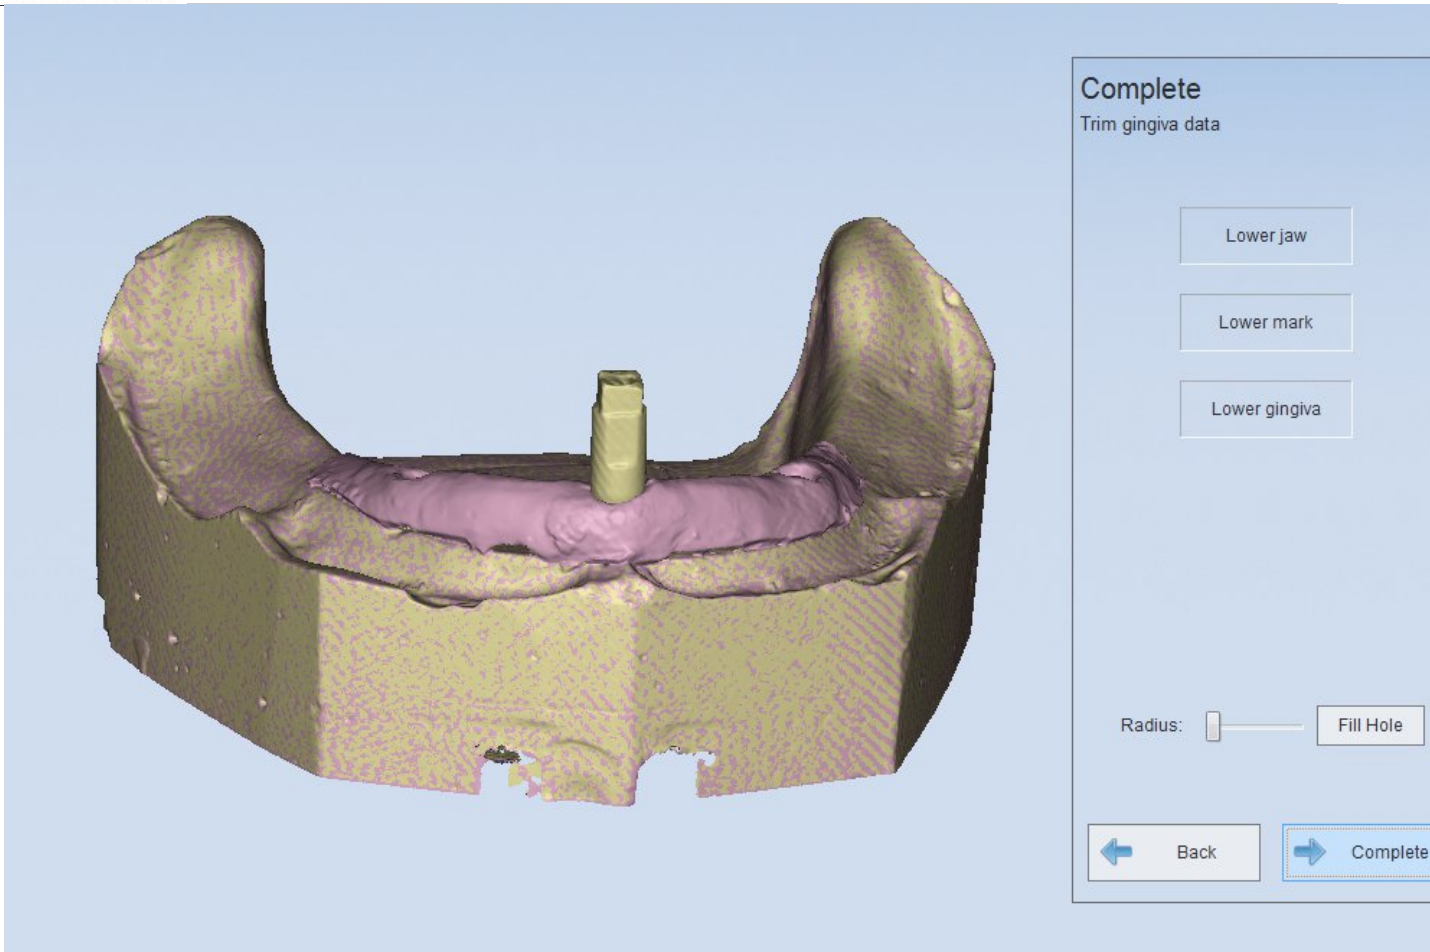 Complete
Trim gingiva data
Lower jaw
Lower mark
Lower gingiva
Radius:
Fill Hole
Back
Complete